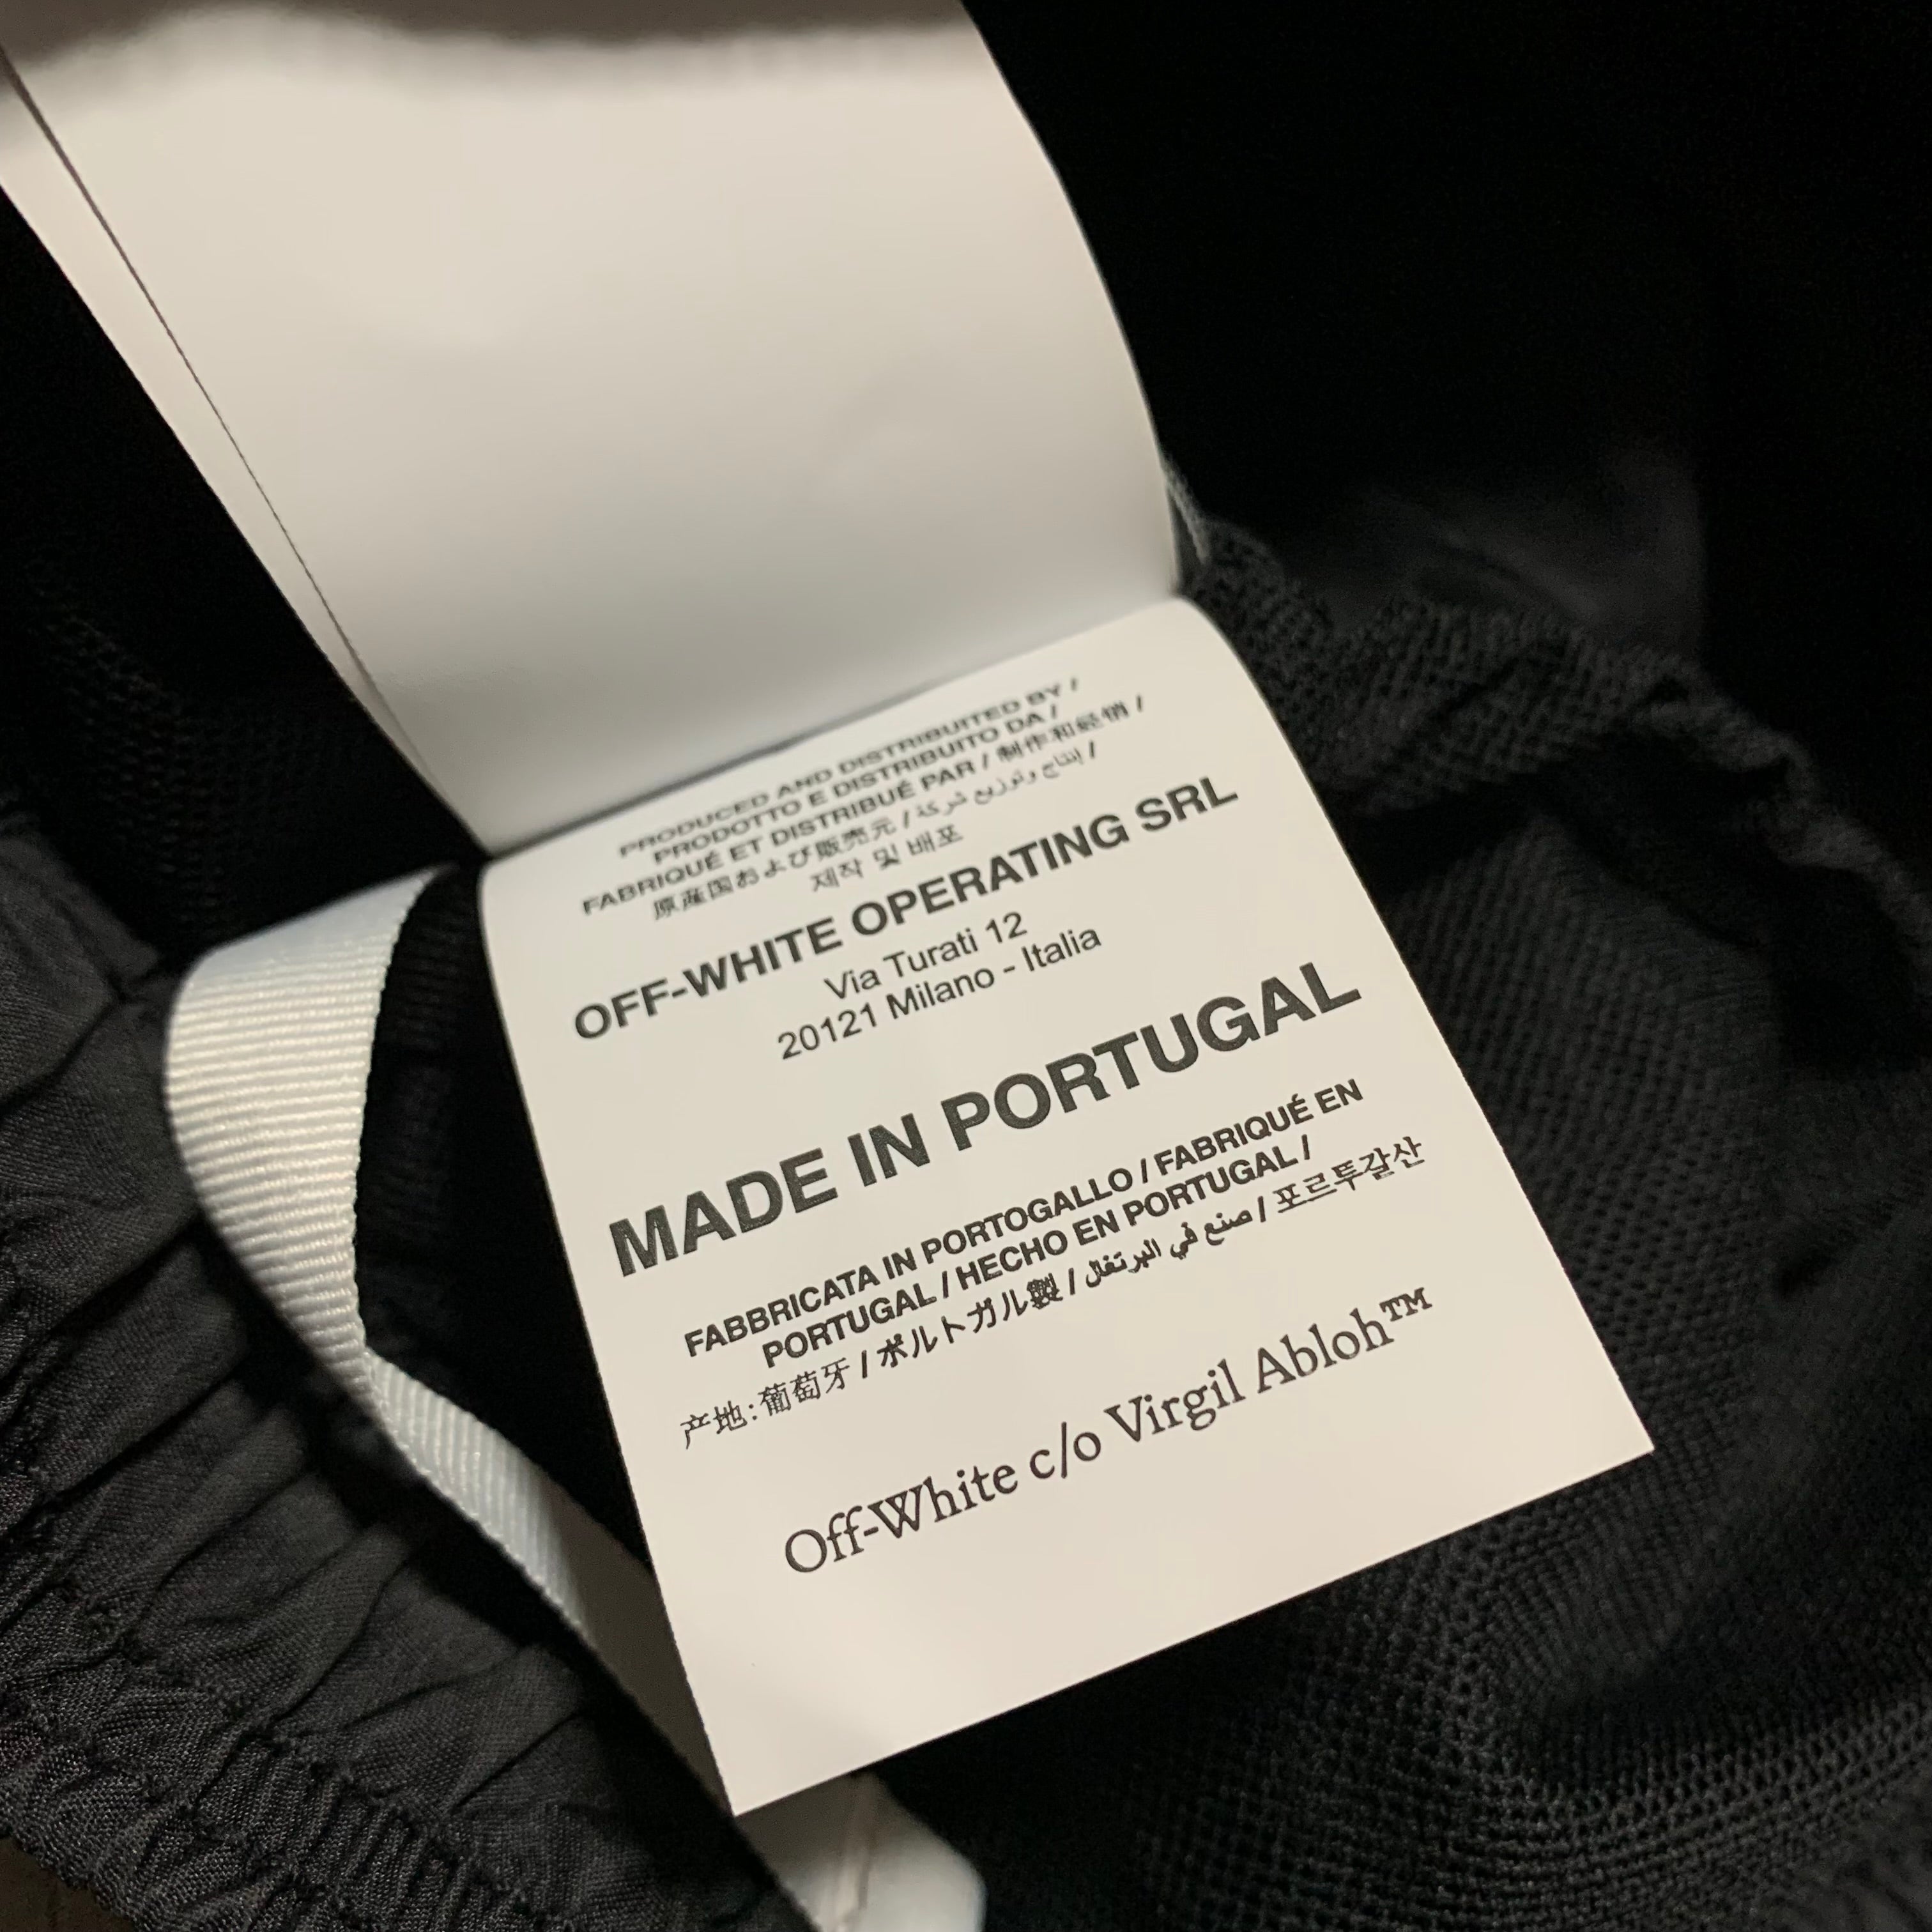 PRODUCED AND DISTRIBUITED BY /
PRODOTTO E DISTRIBUITO DA /
FABRIQUÉ ET DISTRIBUÉ PAR / 制作和经销 /
原産国および販売元 / إنتاج وتوزيع شركة /
제작 및 배포
OFF-WHITE OPERATING SRL
Via Turati 12
20121 Milano - Italia
MADE IN PORTUGAL
FABBRICATA IN PORTOGALLO / FABRIQUÉ EN
PORTUGAL / HECHO EN PORTUGAL /
产地:葡萄牙 / ポルトガル製 / صنع في البرتغال / 포르투갈산
Off-White c/o Virgil Abloh™